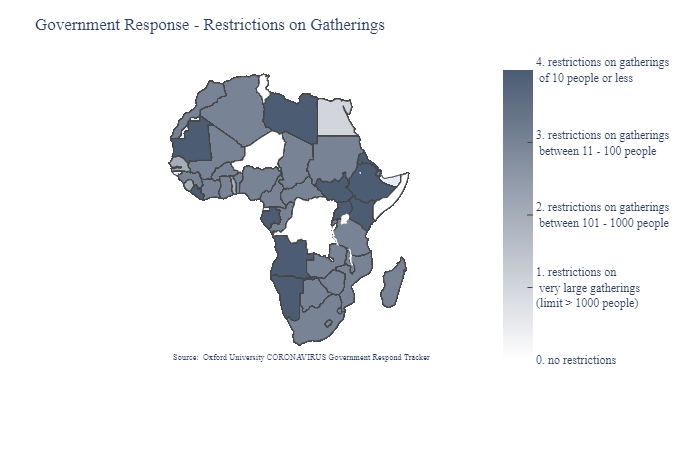 Government Response - Restrictions on Gatherings
4. restrictions on gatherings
of 10 people or less
3. restrictions on gatherings
between 11 - 100 people
2. restrictions on gatherings
between 101 - 1000 people
1. restrictions on
very large gatherings
(limit > 1000 people)
0. no restrictions
Source: Oxford University CORONAVIRUS Government Respond Tracker